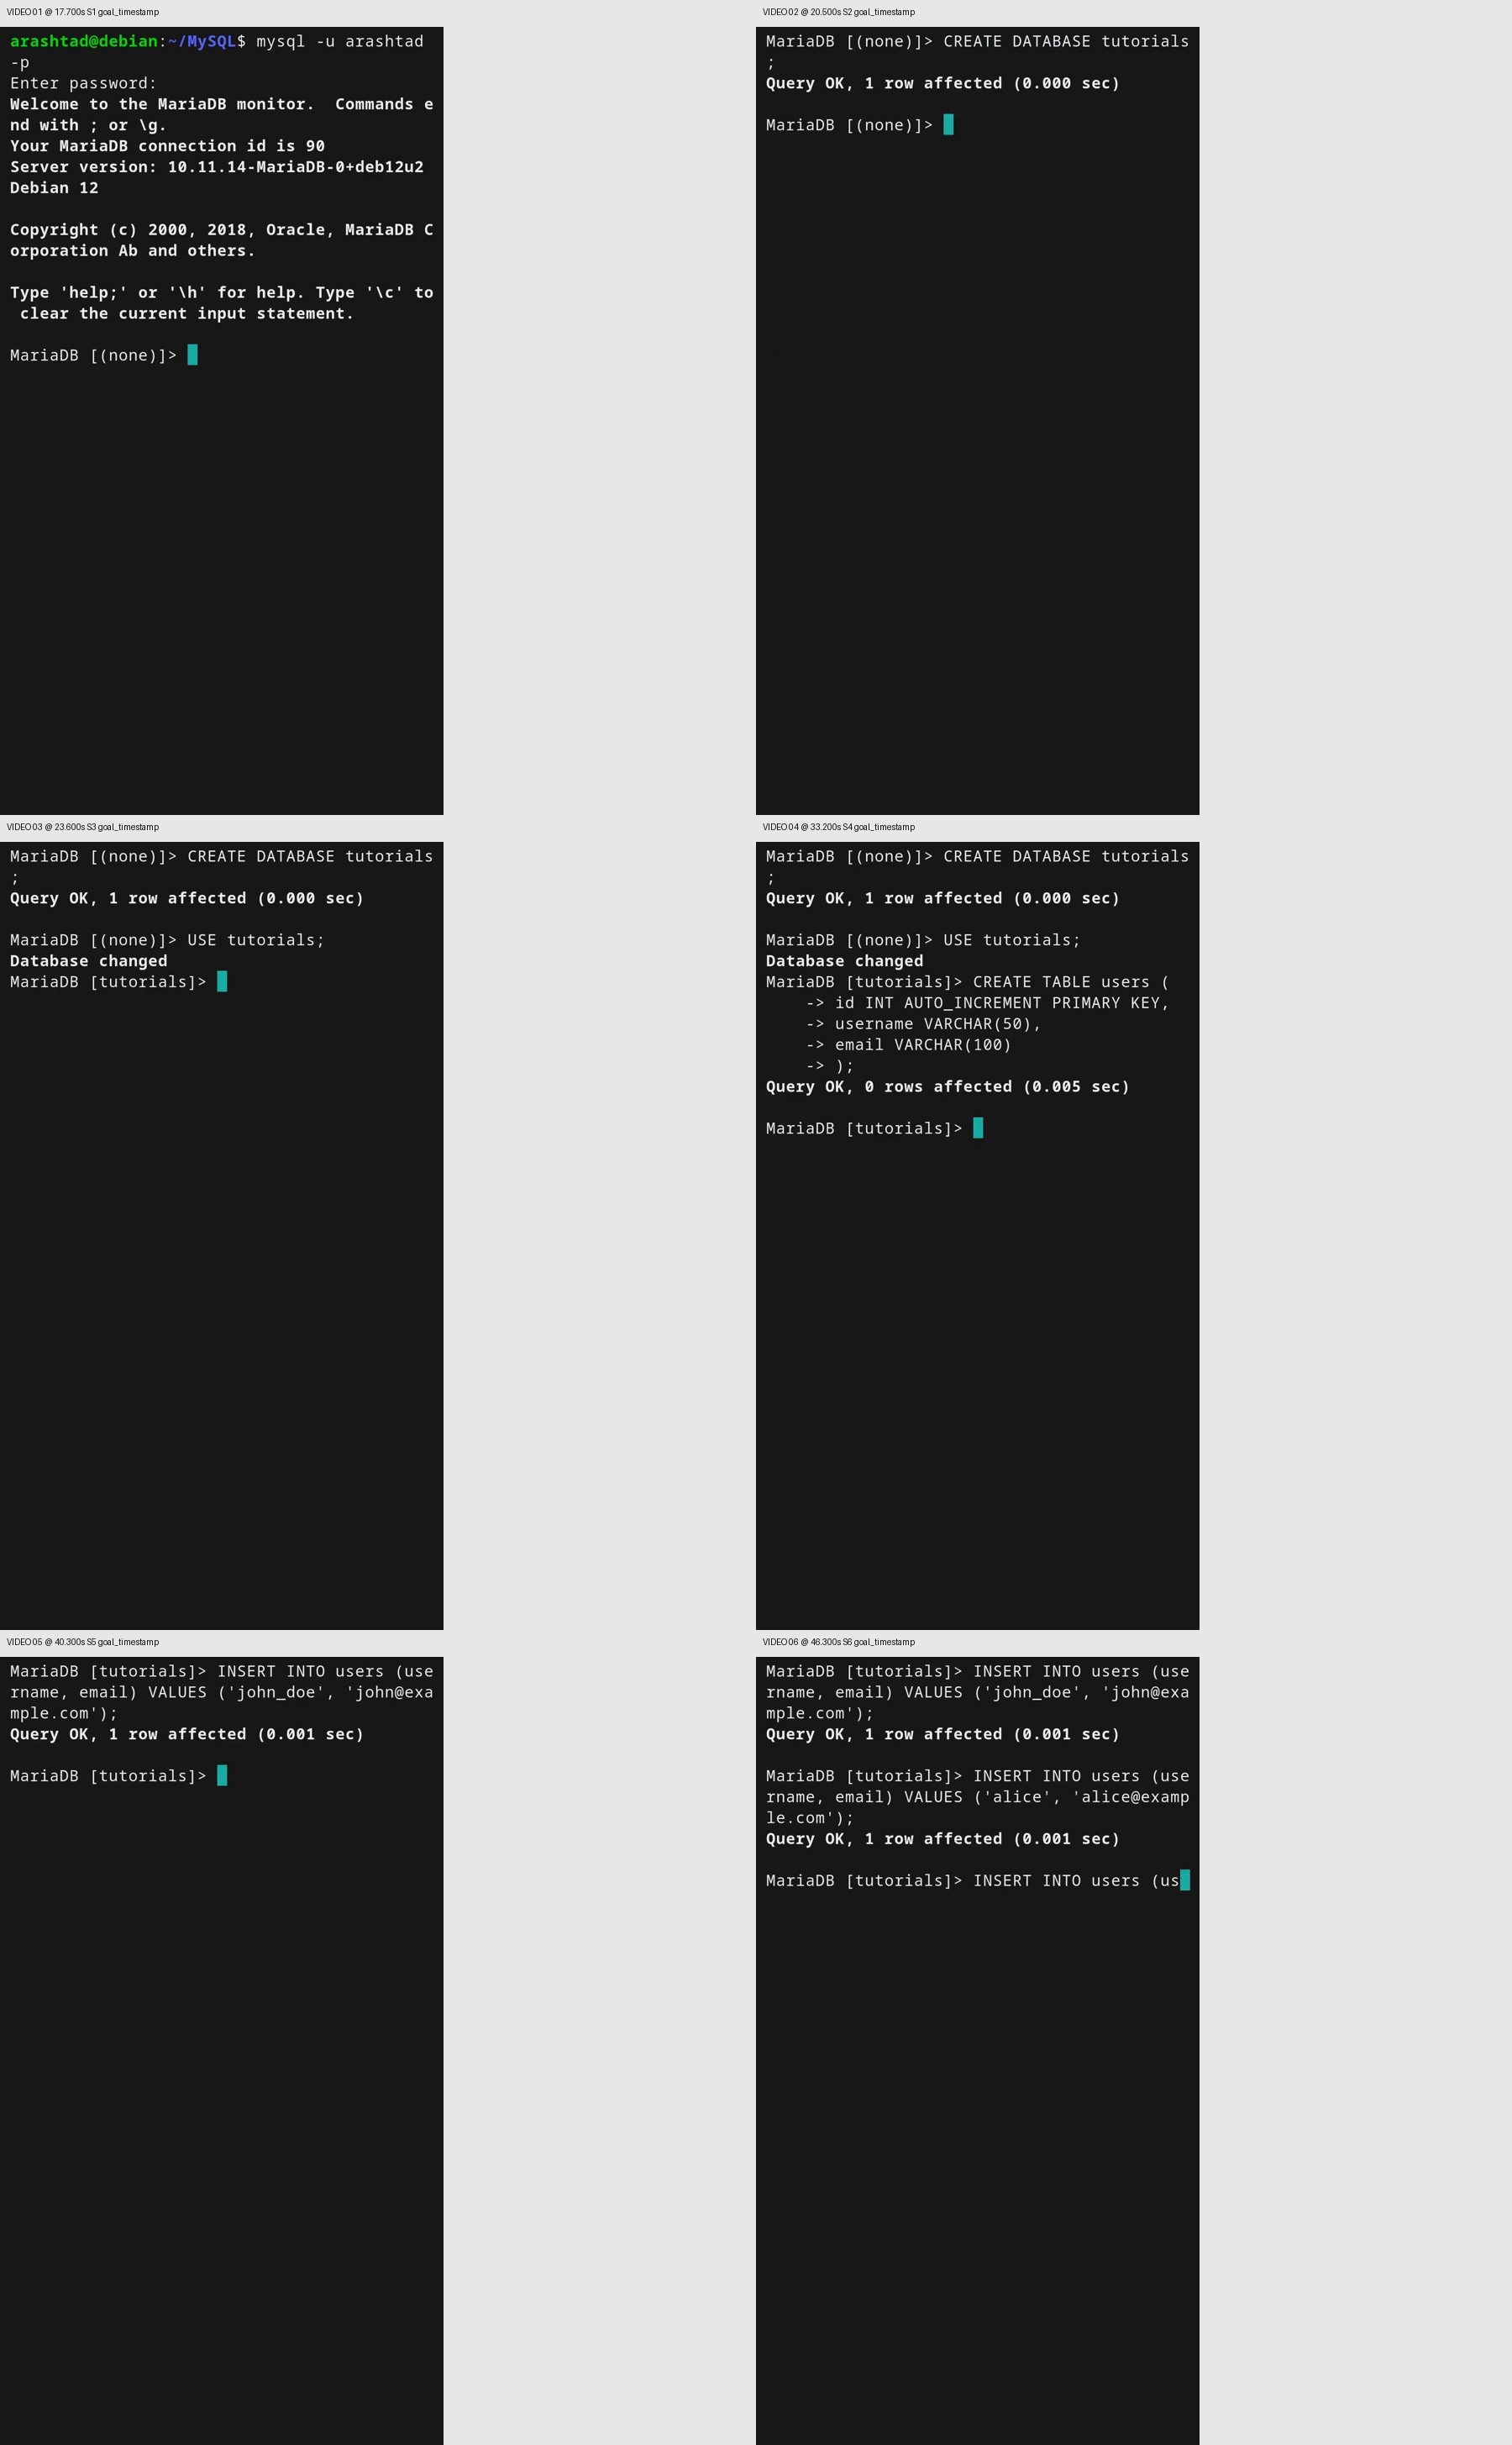 VIDEO 01 @ 17.700s S1 goal_timestamp
arashtad@debian:~/MySQL$ mysql -u arashtad
-p
Enter password:
Welcome to the MariaDB monitor.  Commands e
nd with ; or \g.
Your MariaDB connection id is 90
Server version: 10.11.14-MariaDB-0+deb12u2
Debian 12
Copyright (c) 2000, 2018, Oracle, MariaDB C
orporation Ab and others.
Type 'help;' or '\h' for help. Type '\c' to
 clear the current input statement.
MariaDB [(none)]>
VIDEO 02 @ 20.500s S2 goal_timestamp
MariaDB [(none)]> CREATE DATABASE tutorials
;
Query OK, 1 row affected (0.000 sec)
MariaDB [(none)]>
VIDEO 03 @ 23.600s S3 goal_timestamp
MariaDB [(none)]> CREATE DATABASE tutorials
;
Query OK, 1 row affected (0.000 sec)
MariaDB [(none)]> USE tutorials;
Database changed
MariaDB [tutorials]>
VIDEO 04 @ 33.200s S4 goal_timestamp
MariaDB [(none)]> CREATE DATABASE tutorials
;
Query OK, 1 row affected (0.000 sec)
MariaDB [(none)]> USE tutorials;
Database changed
MariaDB [tutorials]> CREATE TABLE users (
    -> id INT AUTO_INCREMENT PRIMARY KEY,
    -> username VARCHAR(50),
    -> email VARCHAR(100)
    -> );
Query OK, 0 rows affected (0.005 sec)
MariaDB [tutorials]>
VIDEO 05 @ 40.300s S5 goal_timestamp
MariaDB [tutorials]> INSERT INTO users (use
rname, email) VALUES ('john_doe', 'john@exa
mple.com');
Query OK, 1 row affected (0.001 sec)
MariaDB [tutorials]>
VIDEO 06 @ 46.300s S6 goal_timestamp
MariaDB [tutorials]> INSERT INTO users (use
rname, email) VALUES ('john_doe', 'john@exa
mple.com');
Query OK, 1 row affected (0.001 sec)
MariaDB [tutorials]> INSERT INTO users (use
rname, email) VALUES ('alice', 'alice@examp
le.com');
Query OK, 1 row affected (0.001 sec)
MariaDB [tutorials]> INSERT INTO users (us